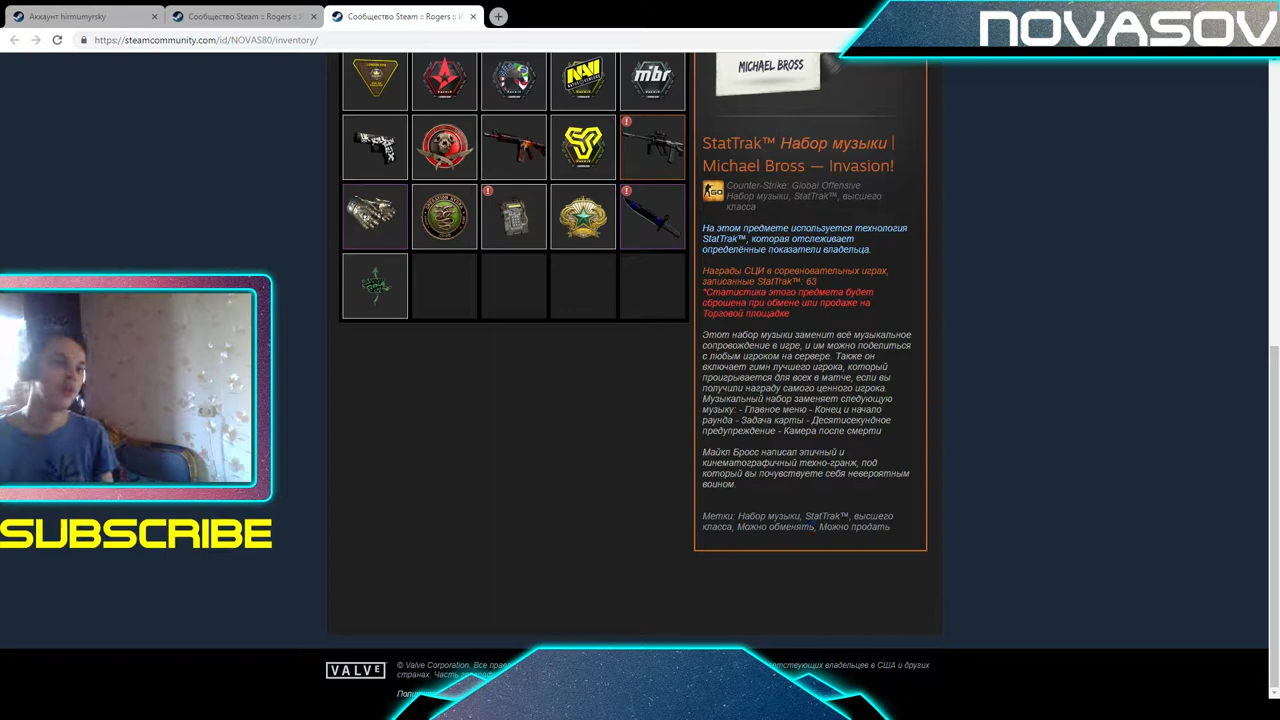 Аккаунт hirmumyrsky
Сообщество Steam :: Rogers :: И
Сообщество Steam :: Rogers :: И
https://steamcommunity.com/id/NOVAS80/inventory/
NOVASOV
MICHAEL BROSS
NAVI
mbr
StatTrak™ Набор музыки |
Michael Bross — Invasion!
GO
Counter-Strike: Global Offensive
Набор музыки, StatTrak™, высшего
класса
На этом предмете используется технология
StatTrak™, которая отслеживает
определённые показатели владельца.
Награды СЦИ в соревновательных играх,
записанные StatTrak™: 63
*Статистика этого предмета будет
сброшена при обмене или продаже на
Торговой площадке
Этот набор музыки заменит всё музыкальное
сопровождение в игре, и им можно поделиться
с любым игроком на сервере. Также он
включает гимн лучшего игрока, который
проигрывается для всех в матче, если вы
получили награду самого ценного игрока.
Музыкальный набор заменяет следующую
музыку: - Главное меню - Конец и начало
раунда - Задача карты - Десятисекундное
предупреждение - Камера после смерти
Майкл Бросс написал эпичный и
кинематографичный техно-гранж, под
который вы почувствуете себя невероятным
воином.
Метки: Набор музыки, StatTrak™, высшего
класса, Можно обменять, Можно продать
SUBSCRIBE
VALVE
© Valve Corporation. Все
ветствующих владельцев в США и других
странах. Часть